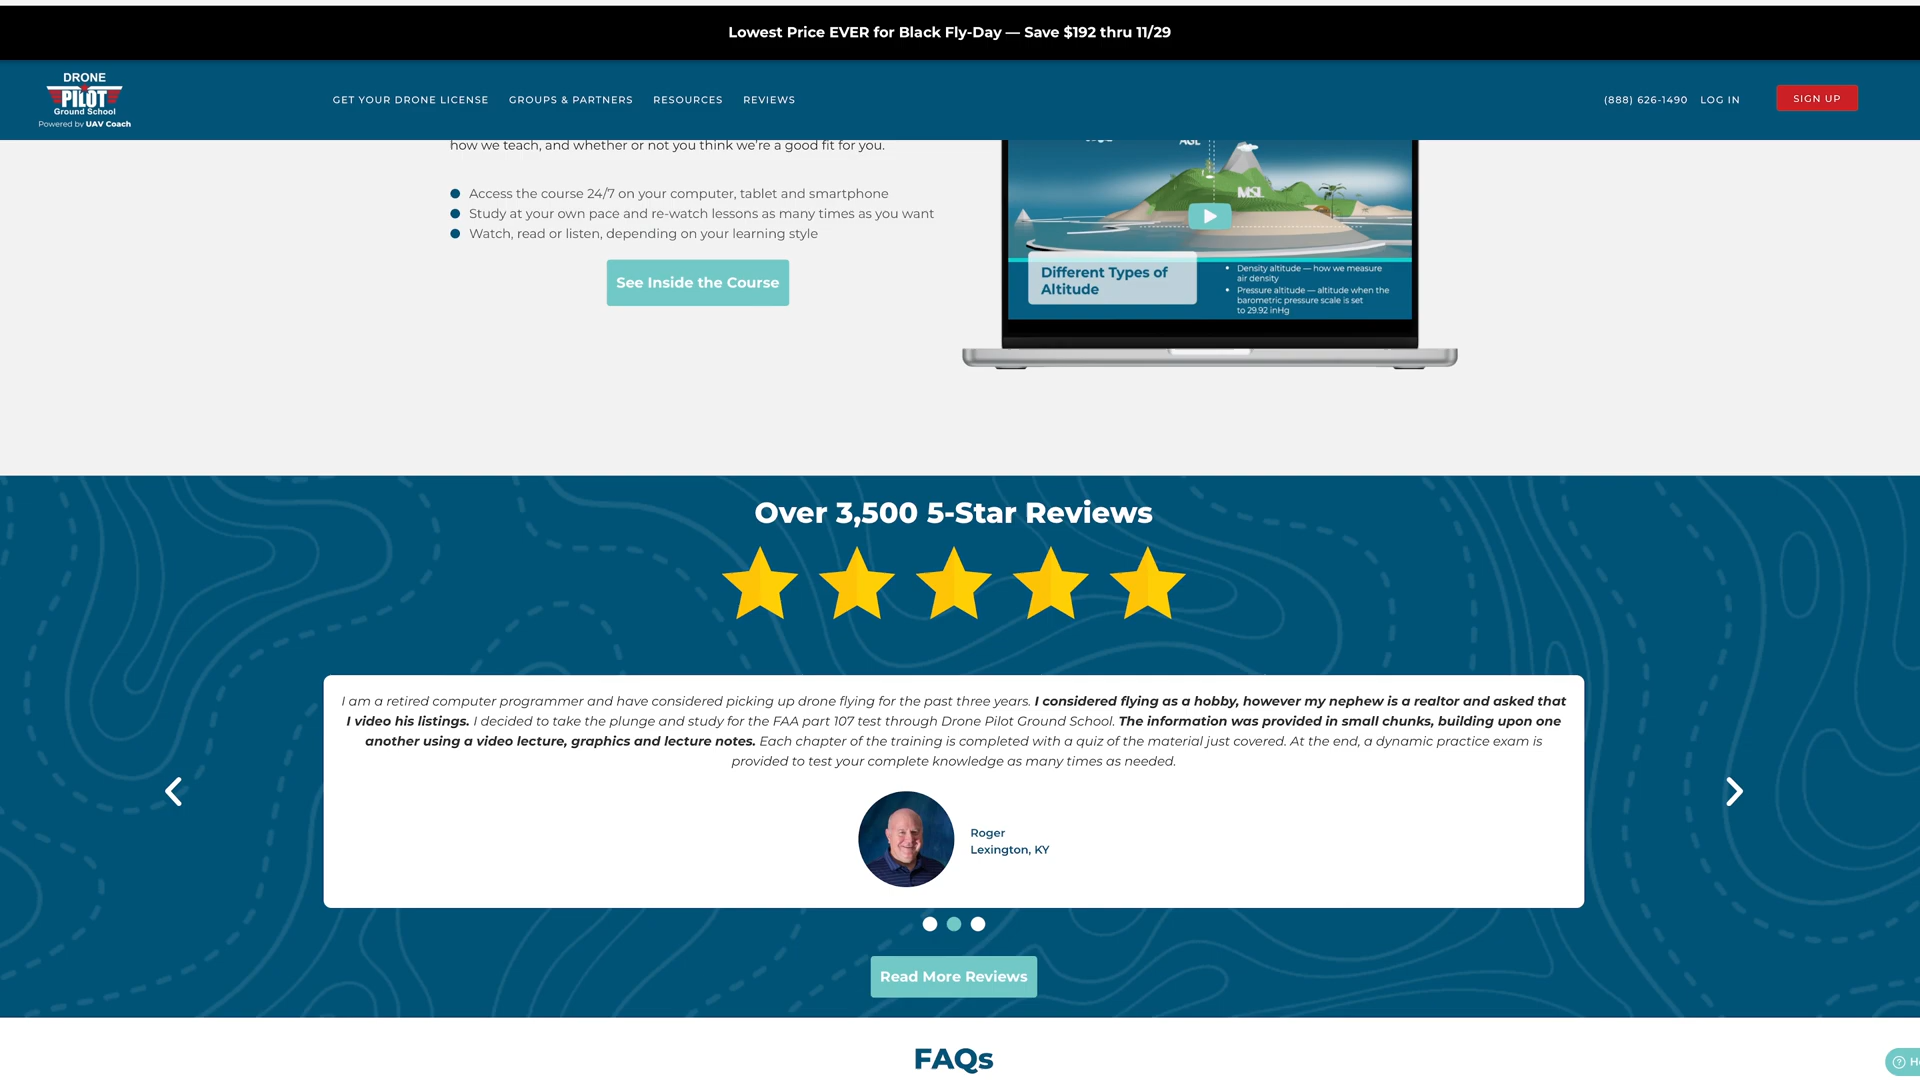 Lowest Price EVER for Black Fly-Day — Save $192 thru 11/29
DRONE
PILOT
Ground School
Powered by UAV Coach
GET YOUR DRONE LICENSE
GROUPS & PARTNERS
RESOURCES
REVIEWS
(888) 626-1490
LOG IN
SIGN UP
how we teach, and whether or not you think we're a good fit for you.
Access the course 24/7 on your computer, tablet and smartphone
Study at your own pace and re-watch lessons as many times as you want
Watch, read or listen, depending on your learning style
See Inside the Course
AGL
MSL
Different Types of
Altitude
• Density altitude — how we measure
air density
• Pressure altitude — altitude when the
barometric pressure scale is set
to 29.92 inHg
Over 3,500 5-Star Reviews
I am a retired computer programmer and have considered picking up drone flying for the past three years. I considered flying as a hobby, however my nephew is a realtor and asked that
I video his listings. I decided to take the plunge and study for the FAA part 107 test through Drone Pilot Ground School. The information was provided in small chunks, building upon one
another using a video lecture, graphics and lecture notes. Each chapter of the training is completed with a quiz of the material just covered. At the end, a dynamic practice exam is
provided to test your complete knowledge as many times as needed.
Roger
Lexington, KY
Read More Reviews
FAQs